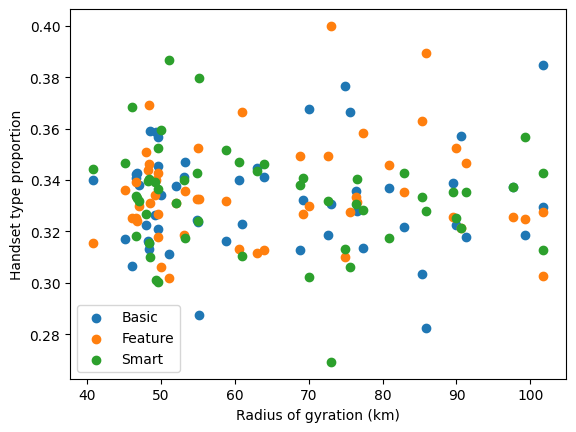 0.40
0.38
0.36
0.34
0.32
0.30
0.28
Handset type proportion
Basic
Feature
Smart
40 50 60 70 80 90 100
Radius of gyration (km)